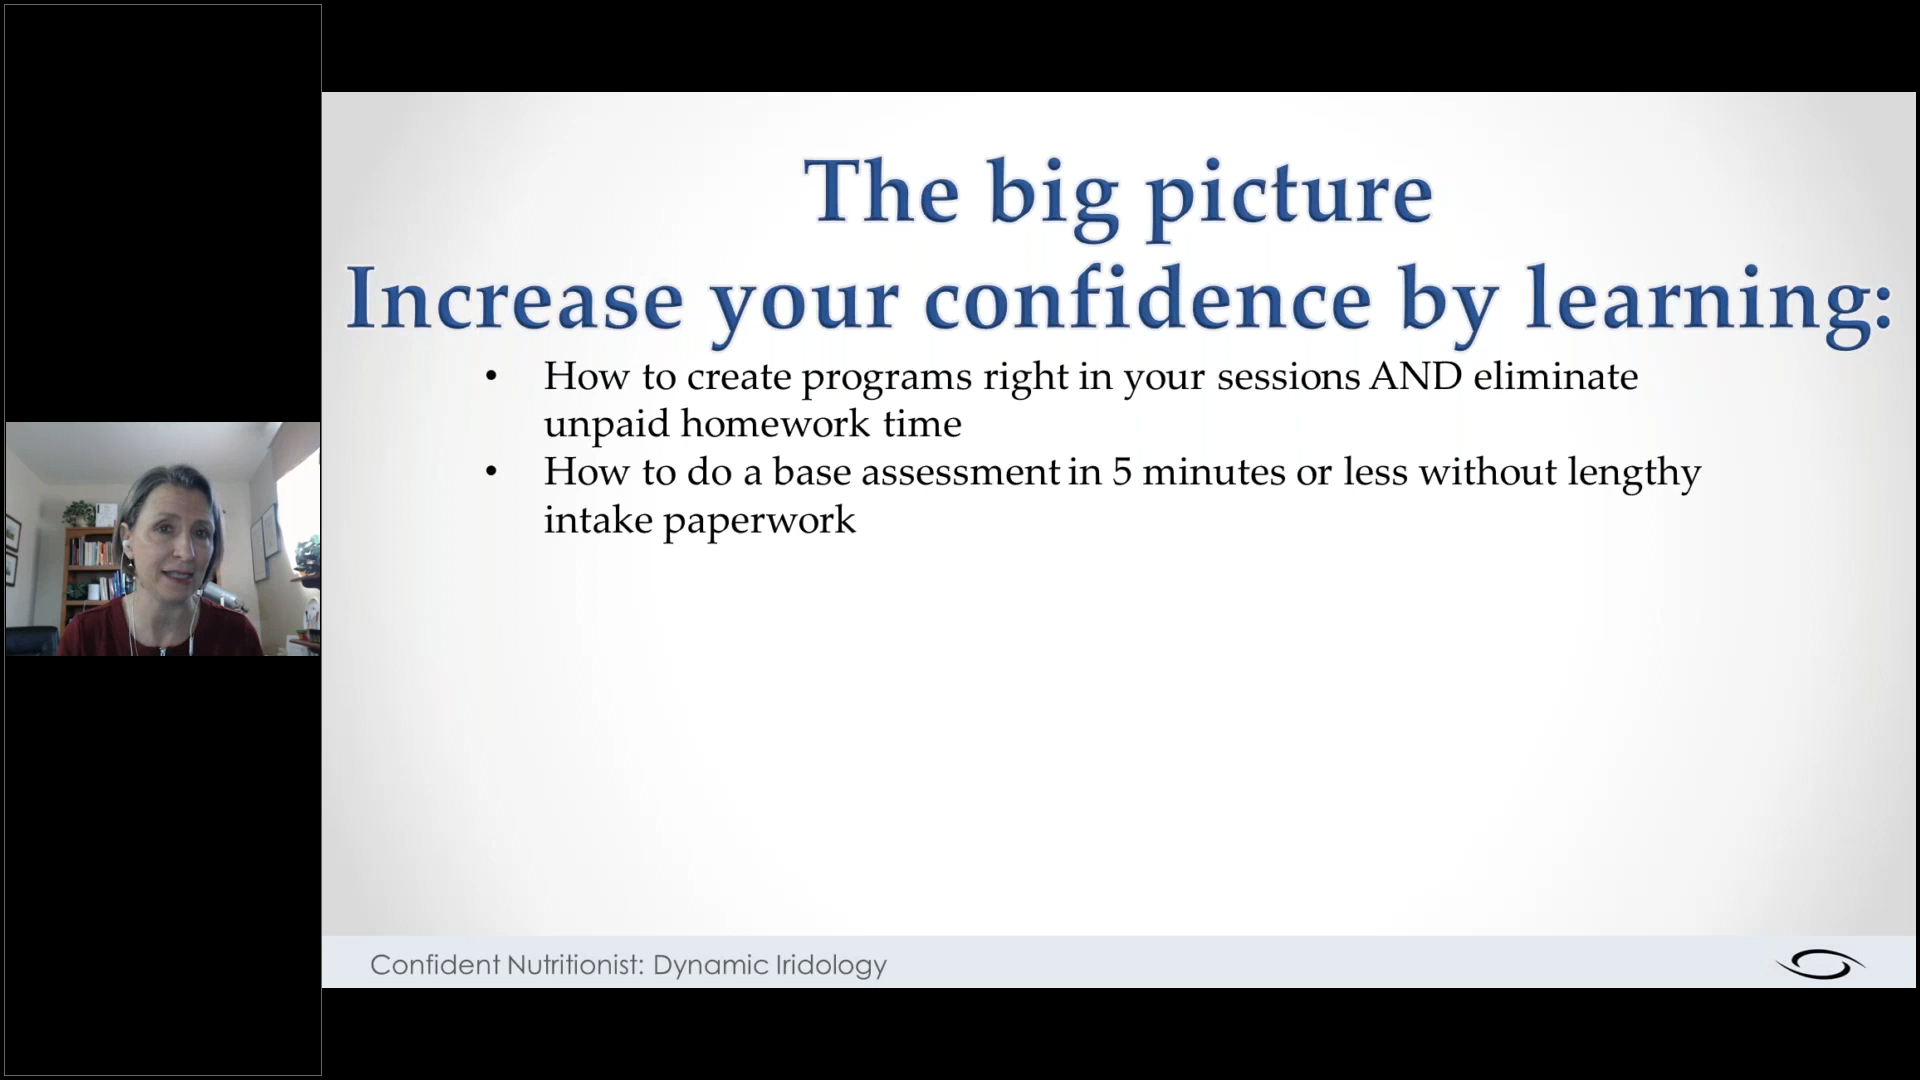 The big picture
Increase your confidence by learning:
• How to create programs right in your sessions AND eliminate
unpaid homework time
• How to do a base assessment in 5 minutes or less without lengthy
intake paperwork
Confident Nutritionist: Dynamic Iridology